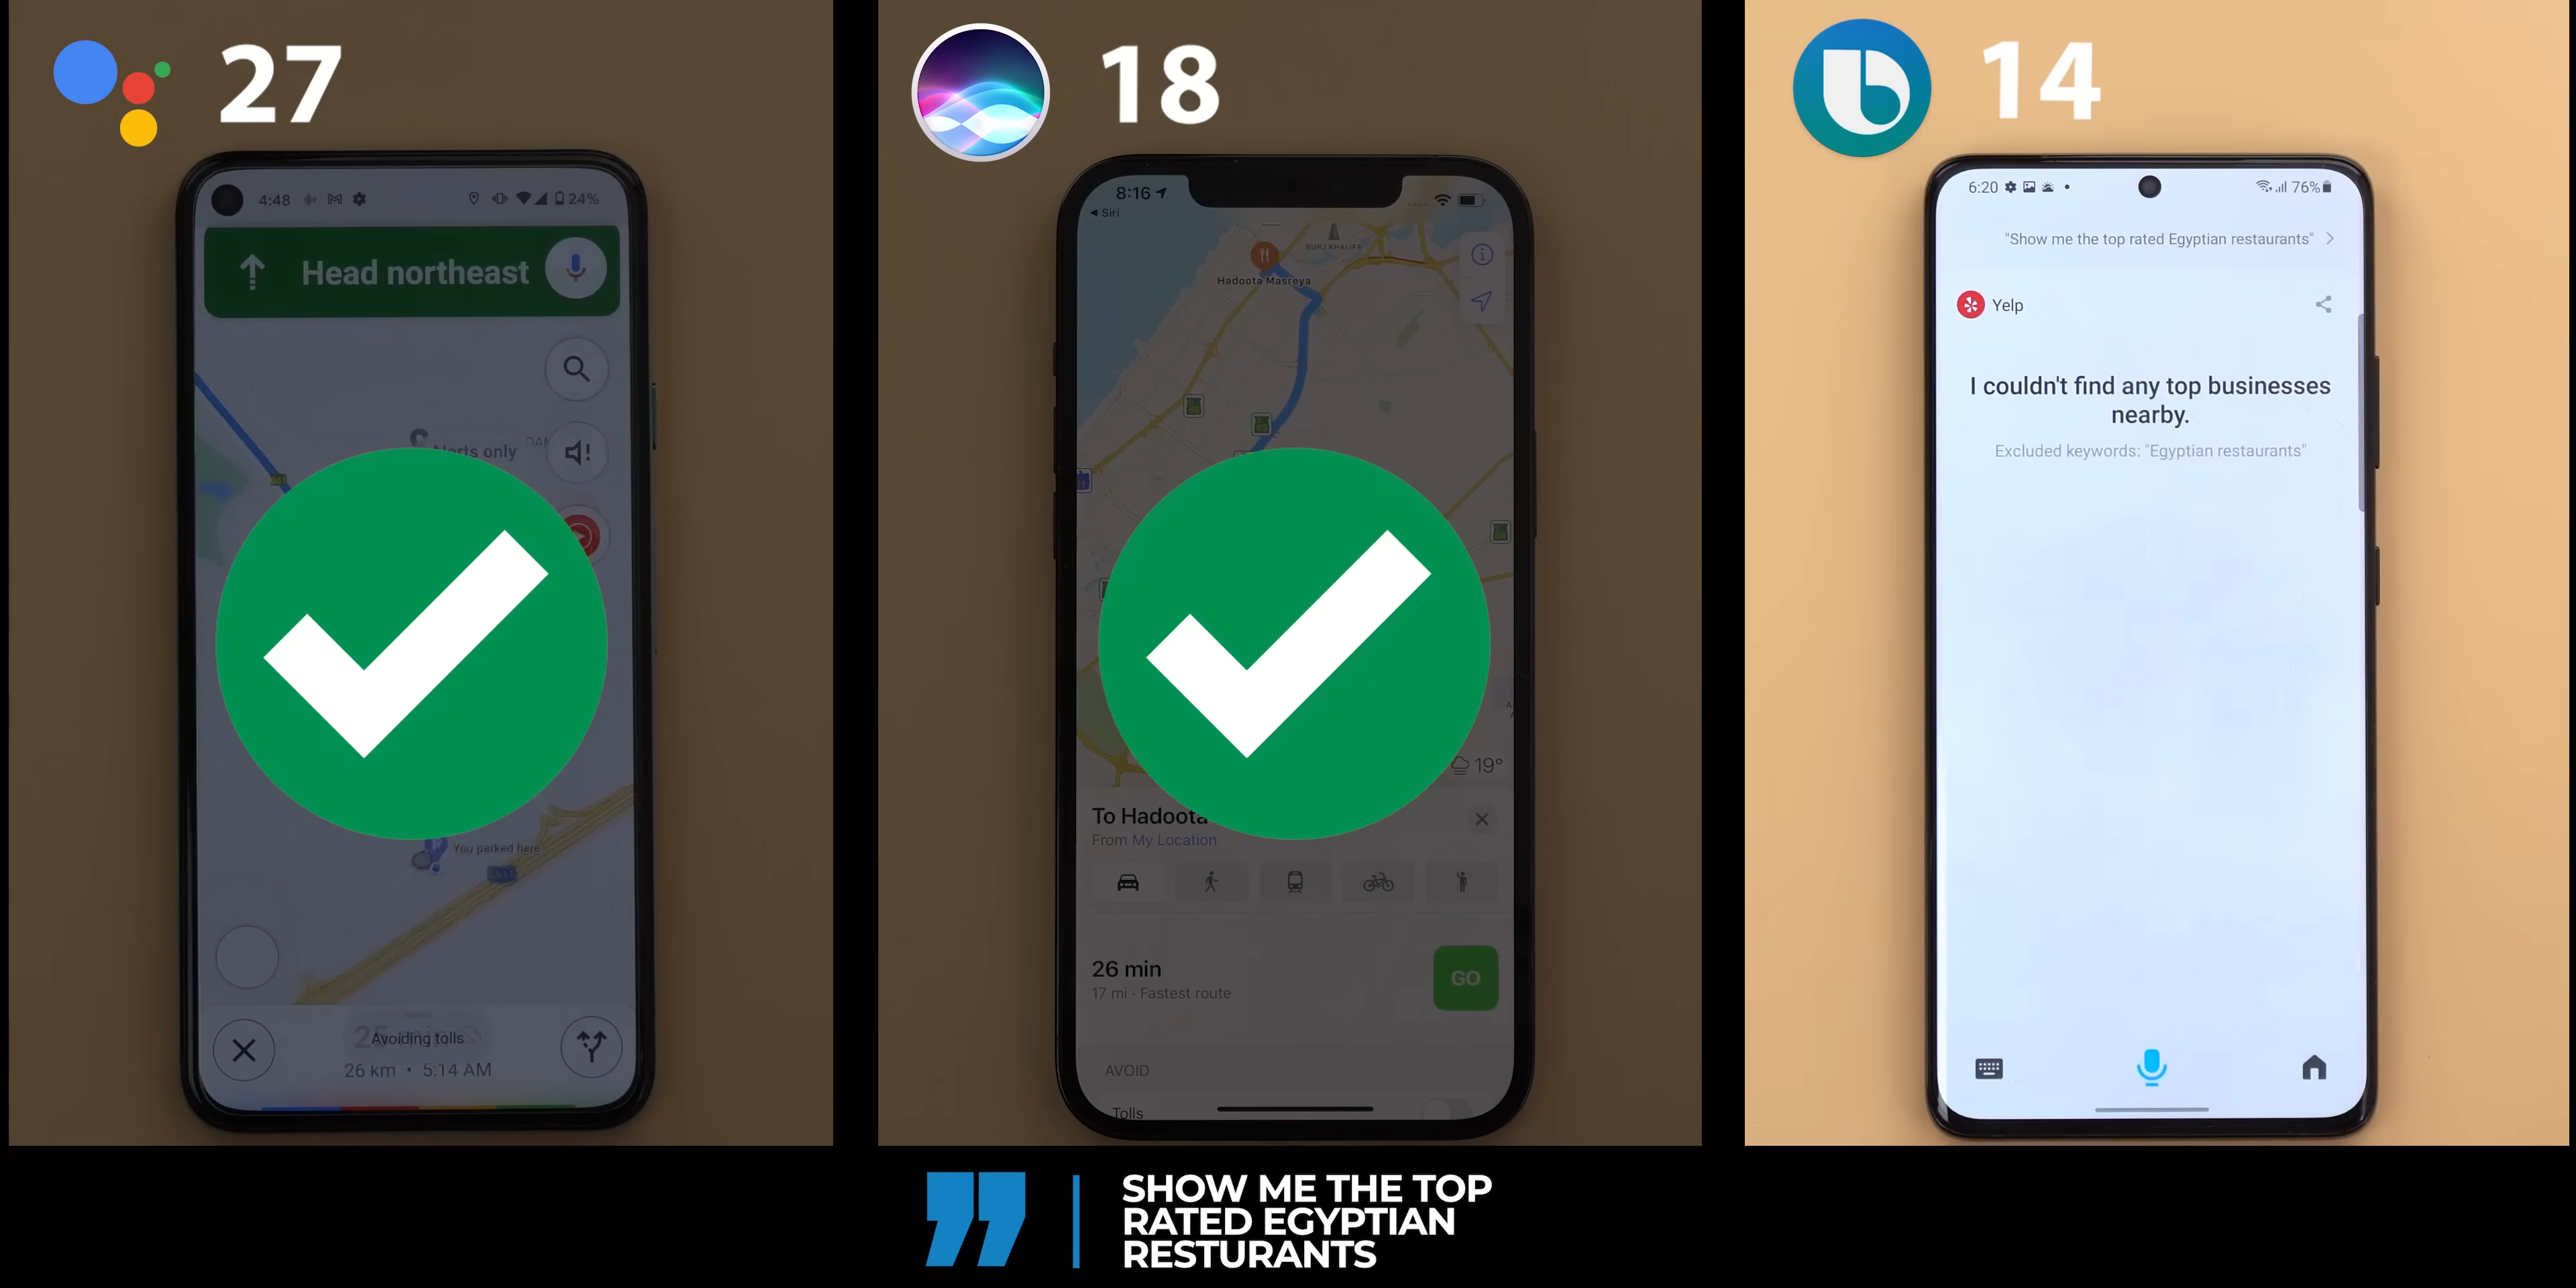 27
4:48
24%
Head northeast
Alerts only
You parked here
E611
Avoiding tolls
26 km • 5:14 AM
18
8:16
◀ Siri
BURJ KHALIFA
Hadoota Masreya
19°
To Hadoota
From My Location
26 min
17 mi · Fastest route
GO
AVOID
Tolls
14
6:20
76%
"Show me the top rated Egyptian restaurants"
Yelp
I couldn't find any top businesses
nearby.
Excluded keywords: "Egyptian restaurants"
SHOW ME THE TOP
RATED EGYPTIAN
RESTURANTS